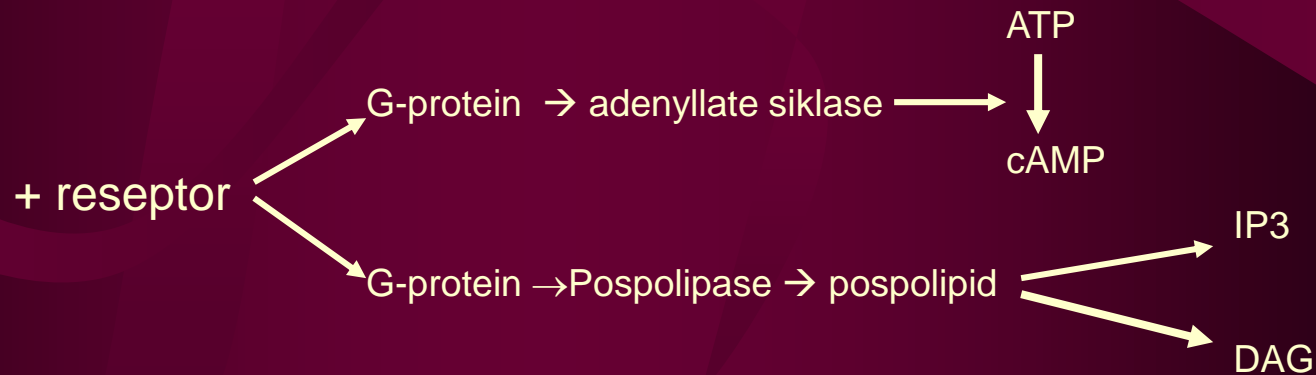 ATP
G-protein → adenyllate siklase
cAMP
+ reseptor
IP3
G-protein →Pospolipase → pospolipid
DAG